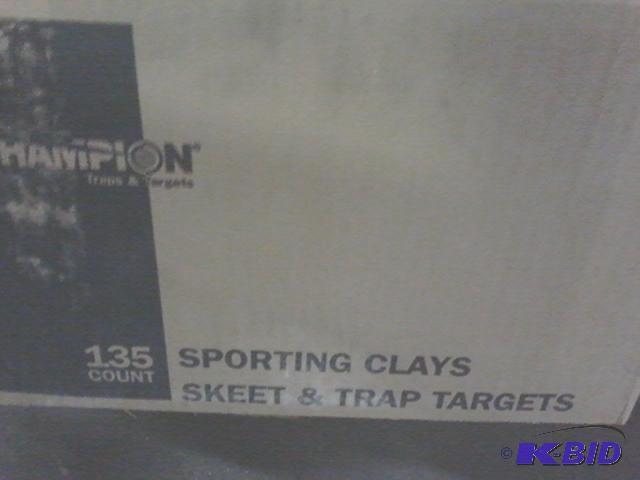 HAMPION®
Traps & Targets
135
COUNT
SPORTING CLAYS
SKEET & TRAP TARGETS
© K-BID